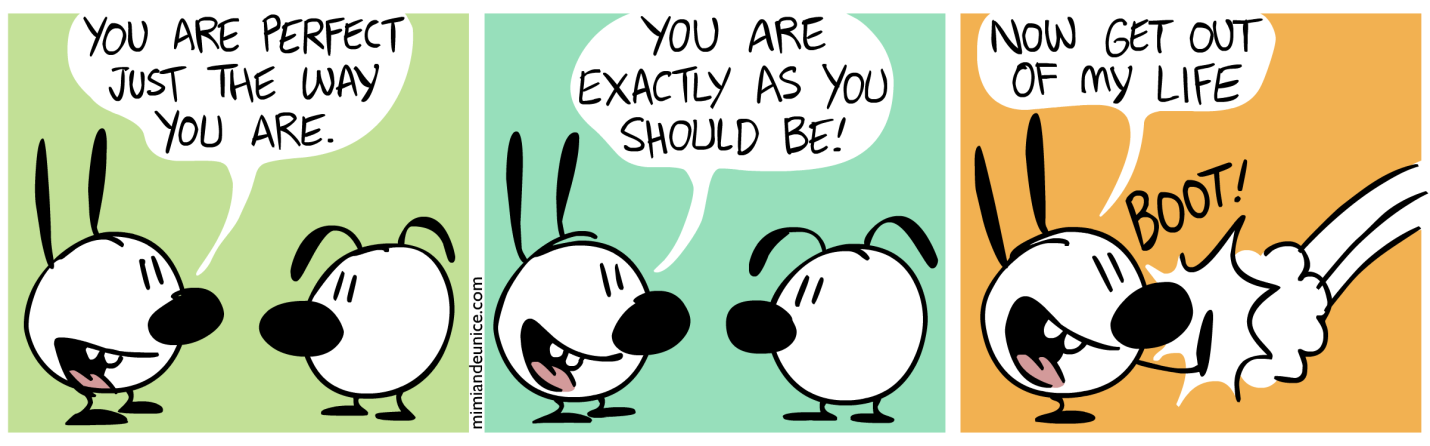 YOU ARE PERFECT
JUST THE WAY
YOU ARE.
mimiandeunice.com
YOU ARE
EXACTLY AS YOU
SHOULD BE!
NOW GET OUT
OF MY LIFE
BOOT!